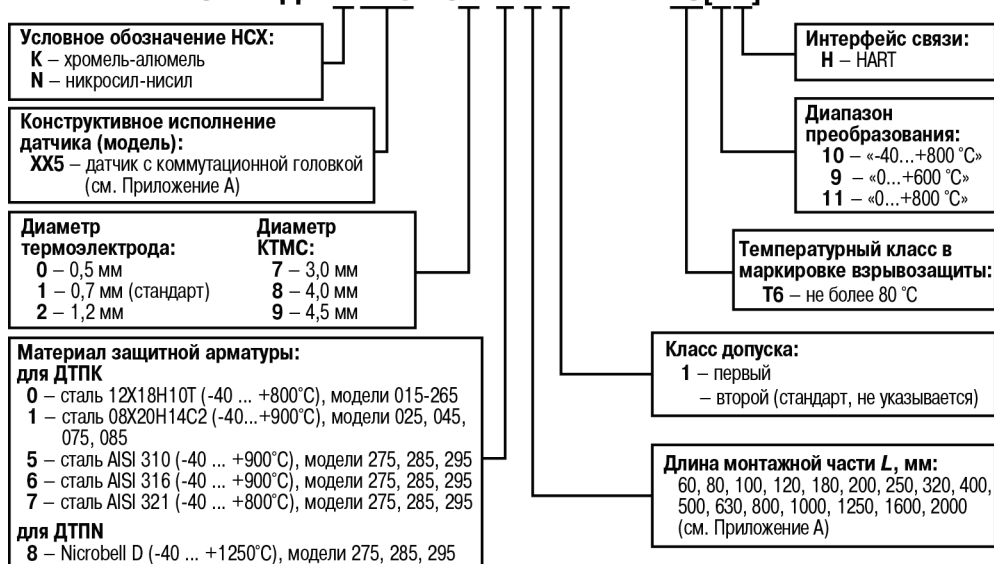 Условное обозначение НСХ:
К – хромель-алюмель
N – никросил-нисил
Конструктивное исполнение
датчика (модель):
ХХ5 – датчик с коммутационной головкой
(см. Приложение А)
Диаметр
термоэлектрода:
0 – 0,5 мм
1 – 0,7 мм (стандарт)
2 – 1,2 мм
Диаметр
КТМС:
7 – 3,0 мм
8 – 4,0 мм
9 – 4,5 мм
Материал защитной арматуры:
для ДТПК
0 – сталь 12Х18Н10Т (-40 ... +800°С), модели 015-265
1 – сталь 08Х20Н14С2 (-40...+900°С), модели 025, 045,
075, 085
5 – сталь AISI 310 (-40 ... +900°С), модели 275, 285, 295
6 – сталь AISI 316 (-40 ... +900°С), модели 275, 285, 295
7 – сталь AISI 321 (-40 ... +800°С), модели 275, 285, 295
для ДТПN
8 – Nicrobell D (-40 ... +1250°С), модели 275, 285, 295
Интерфейс связи:
Н – HART
Диапазон
преобразования:
10 – «-40...+800 °С»
9 – «0...+600 °С»
11 – «0...+800 °С»
Температурный класс в
маркировке взрывозащиты:
Т6 – не более 80 °С
Класс допуска:
1 – первый
– второй (стандарт, не указывается)
Длина монтажной части L, мм:
60, 80, 100, 120, 180, 200, 250, 320, 400,
500, 630, 800, 1000, 1250, 1600, 2000
(см. Приложение А)